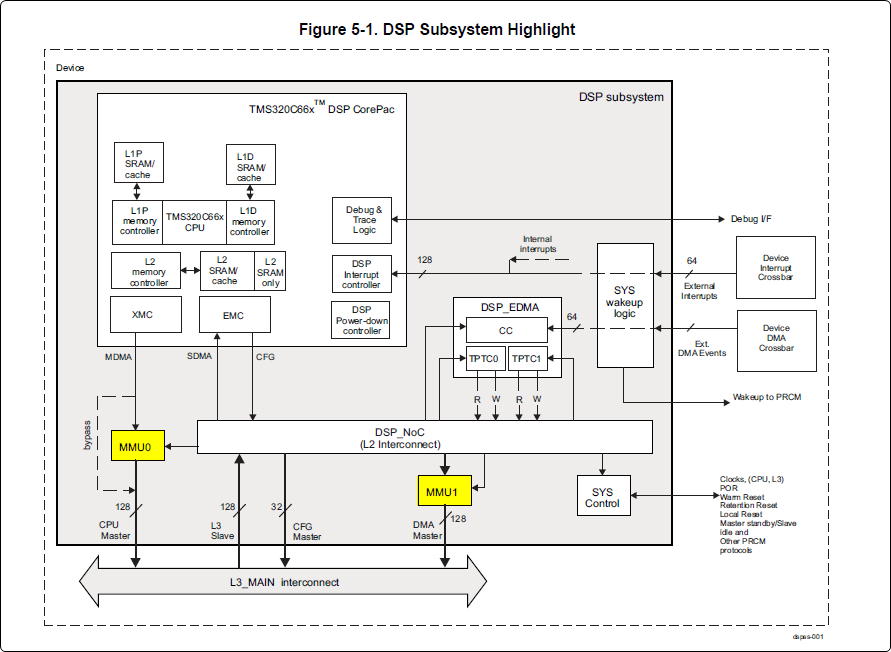 Figure 5-1. DSP Subsystem Highlight
Device
DSP subsystem
TMS320C66x™ DSP CorePac
L1P
SRAM/
cache
L1D
SRAM/
cache
L1P
memory
controller
TMS320C66x
CPU
L1D
memory
controller
L2
memory
controller
L2
SRAM/
cache
L2
SRAM
only
XMC
EMC
Debug &
Trace
Logic
DSP
Interrupt
controller
DSP
Power-down
controller
Debug I/F
128
Internal
interrupts
SYS
wakeup
logic
64
External
Interrupts
Device
Interrupt
Crossbar
DSP_EDMA
CC
64
TPTC0
TPTC1
Ext.
DMA Events
Device
DMA
Crossbar
MDMA
SDMA
CFG
R
W
R
W
Wakeup to PRCM
bypass
MMU0
DSP_NoC
(L2 Interconnect)
MMU1
SYS
Control
Clocks, (CPU, L3)
POR
Warm Reset
Retention Reset
Local Reset
Master standby/Slave
idle and
Other PRCM
protocols
128
CPU
Master
128
L3
Slave
32
CFG
Master
DMA
Master
128
L3_MAIN interconnect
dspss-001